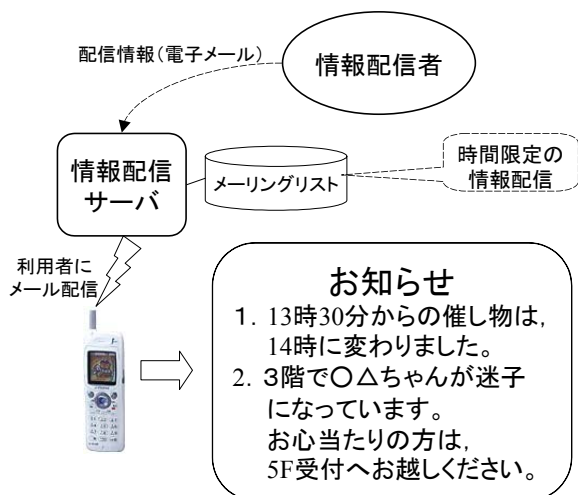 配信情報(電子メール)
情報配信者
情報配信
サーバ
メーリングリスト
時間限定の
情報配信
利用者に
メール配信
お知らせ
1. 13時30分からの催し物は,
14時に変わりました。
2. 3階で○△ちゃんが迷子
になっています。
お心当たりの方は,
5F受付へお越しください。